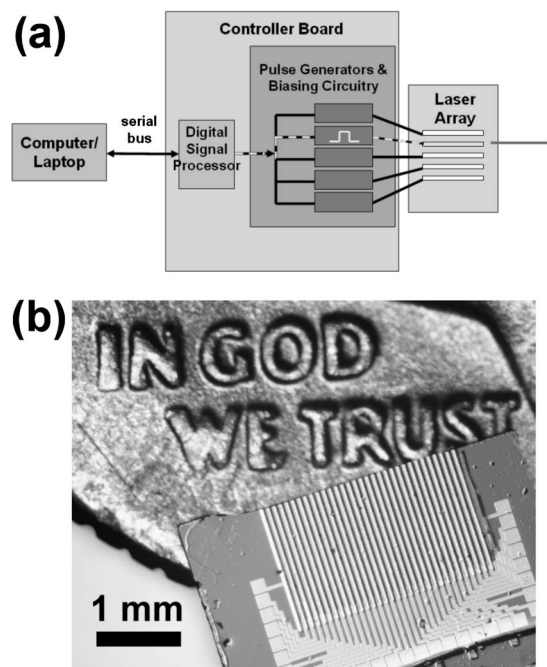 (a)
Controller Board
Pulse Generators &
Biasing Circuitry
Laser
Array
serial
bus
Computer/
Laptop
Digital
Signal
Processor
(b)
IN GOD
WE TRUST
1 mm